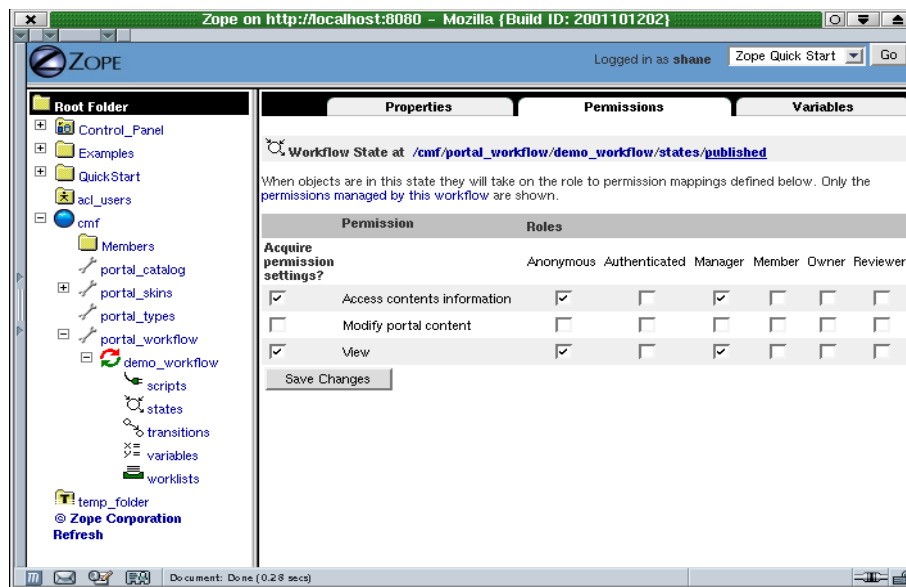 Zope on http://localhost:8080 - Mozilla {Build ID: 2001101202}
ZOPE
Logged in as shane
Zope Quick Start
Go
Root Folder
Control_Panel
Examples
QuickStart
acl_users
cmf
Members
portal_catalog
portal_skins
portal_types
portal_workflow
demo_workflow
scripts
states
transitions
variables
worklists
temp_folder
© Zope Corporation
Refresh
Properties
Permissions
Variables
Workflow State at /cmf/portal_workflow/demo_workflow/states/published
When objects are in this state they will take on the role to permission mappings defined below. Only the
permissions managed by this workflow are shown.
Permission Roles
Acquire
permission
settings?
Anonymous Authenticated Manager Member Owner Reviewer
Access contents information
Modify portal content
View
Save Changes
Document: Done (0.28 secs)